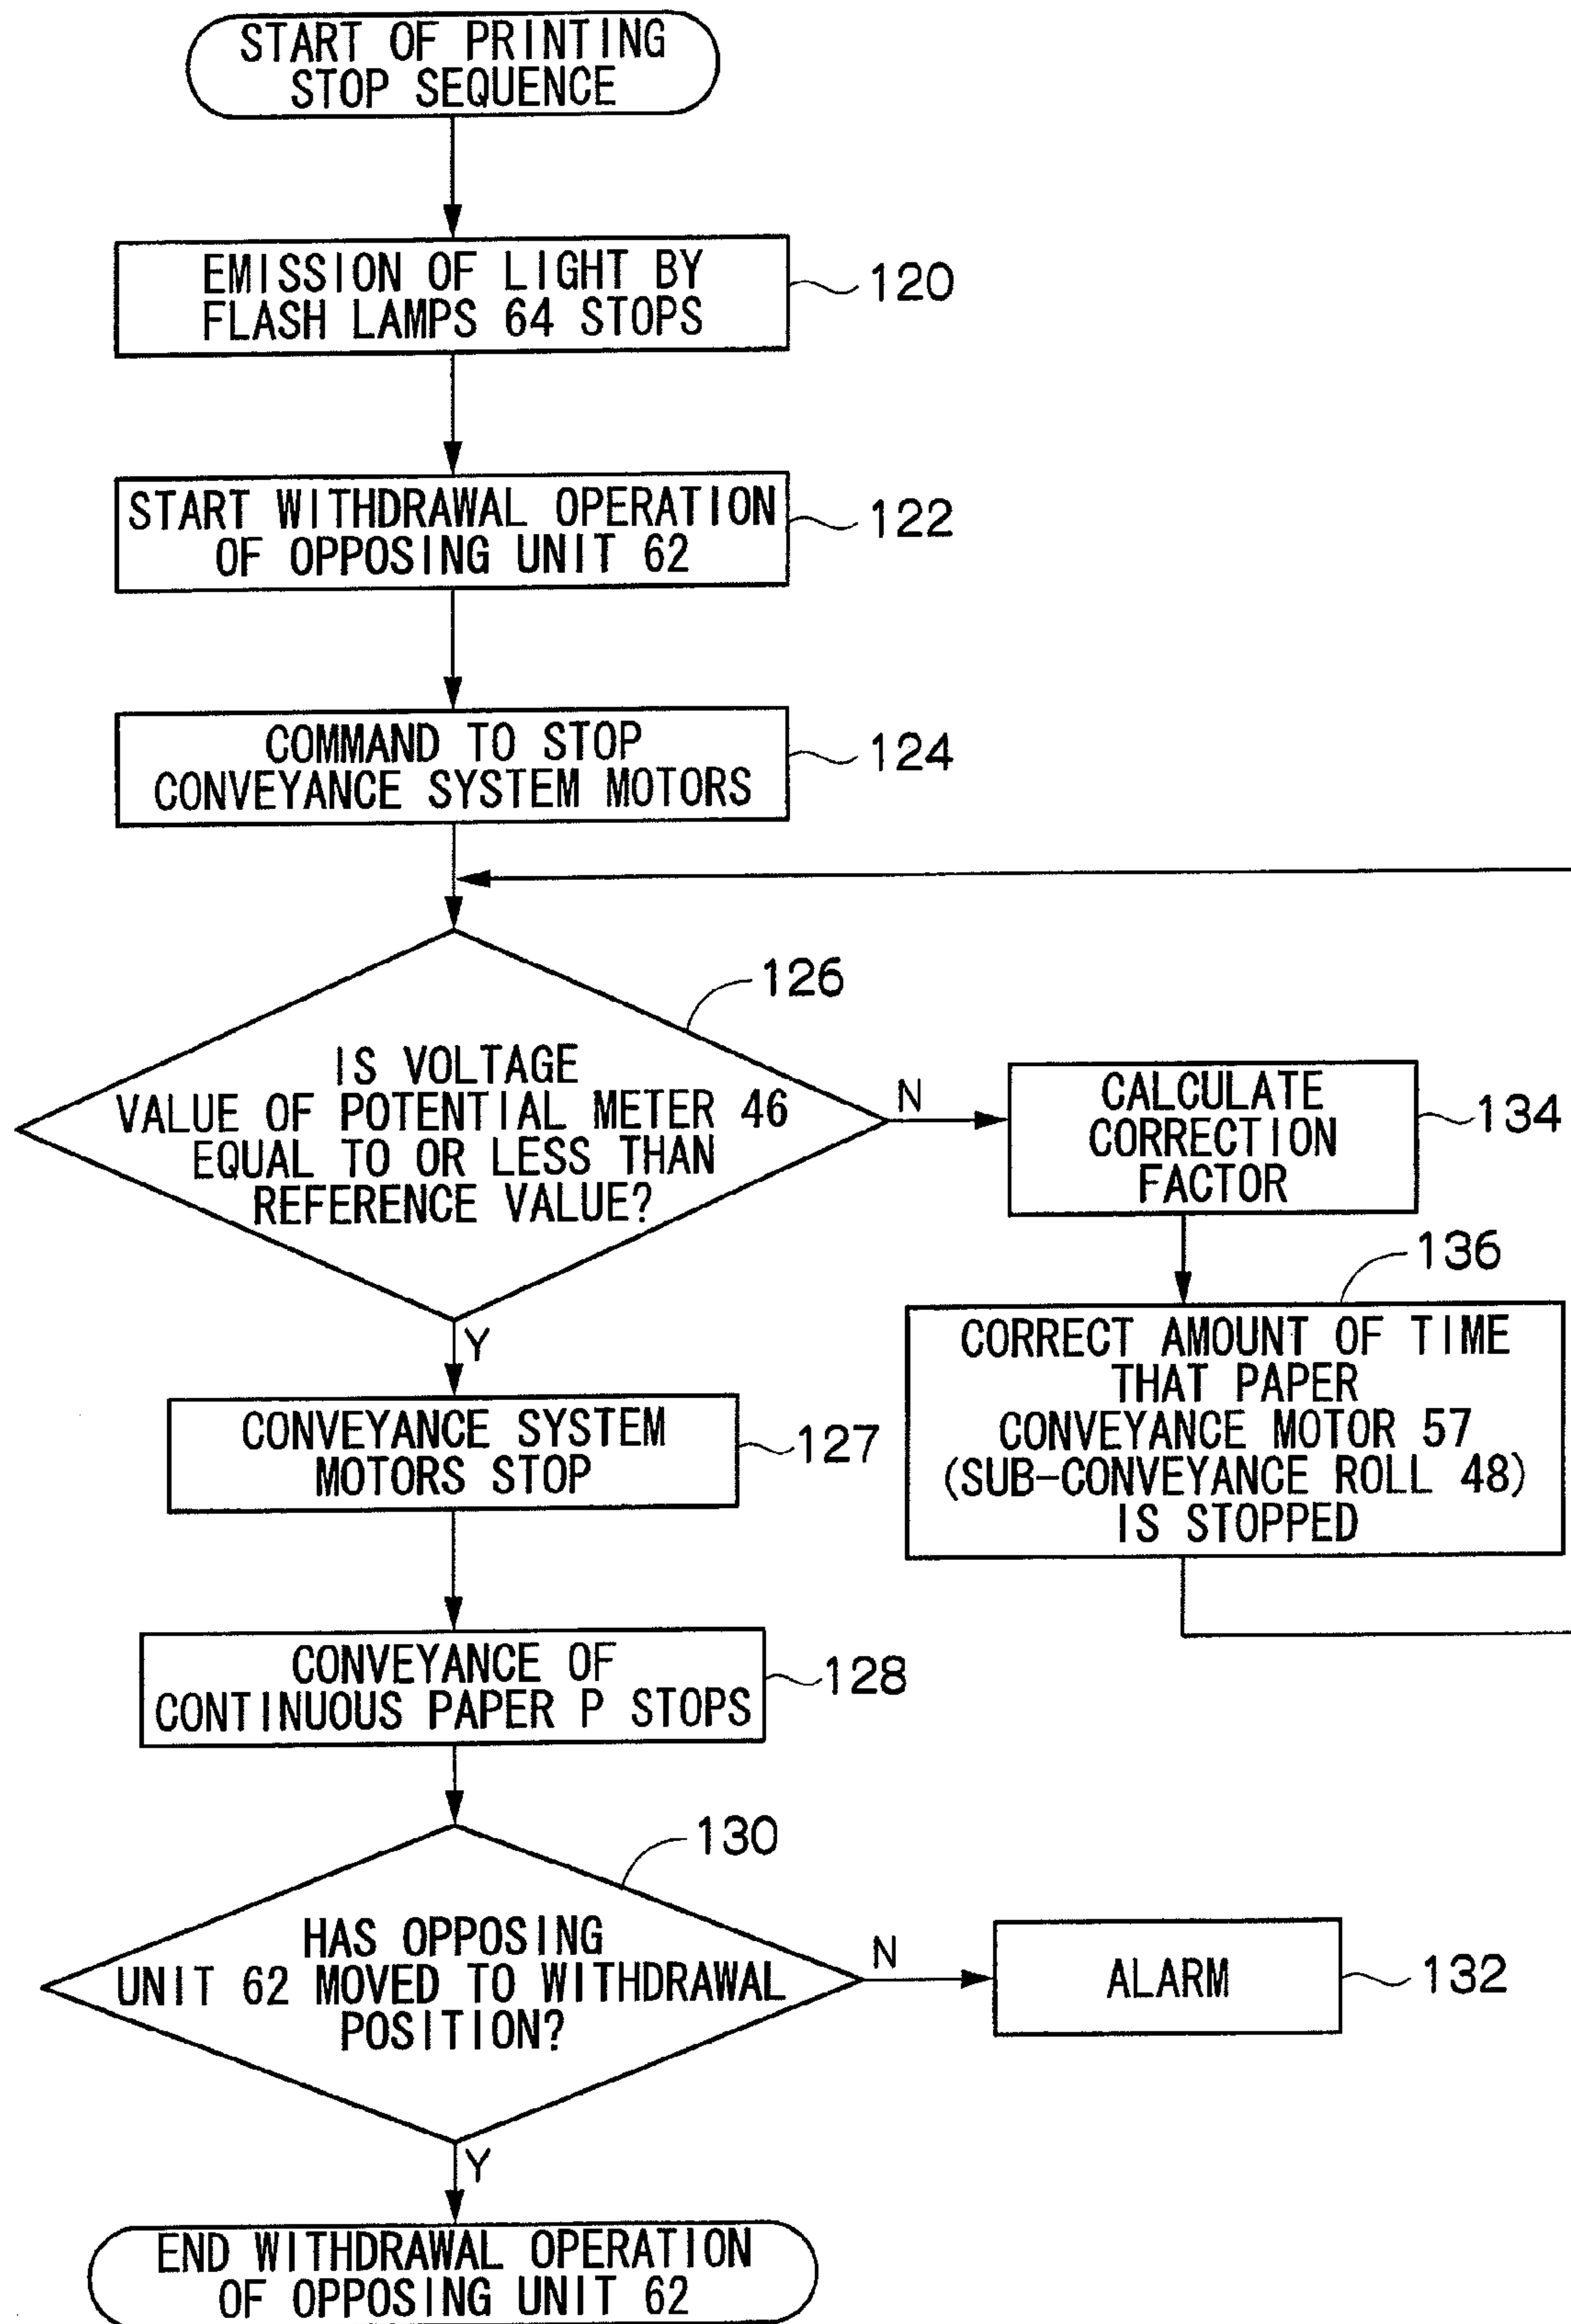 START OF PRINTING
STOP SEQUENCE
EMISSION OF LIGHT BY
FLASH LAMPS 64 STOPS
120
START WITHDRAWAL OPERATION
OF OPPOSING UNIT 62
122
COMMAND TO STOP
CONVEYANCE SYSTEM MOTORS
124
126
IS VOLTAGE
VALUE OF POTENTIAL METER 46
EQUAL TO OR LESS THAN
REFERENCE VALUE?
N
CALCULATE
CORRECTION
FACTOR
134
136
CORRECT AMOUNT OF TIME
THAT PAPER
CONVEYANCE MOTOR 57
(SUB-CONVEYANCE ROLL 48)
IS STOPPED
Y
CONVEYANCE SYSTEM
MOTORS STOP
127
CONVEYANCE OF
CONTINUOUS PAPER P STOPS
128
130
HAS OPPOSING
UNIT 62 MOVED TO WITHDRAWAL
POSITION?
N
ALARM
132
Y
END WITHDRAWAL OPERATION
OF OPPOSING UNIT 62